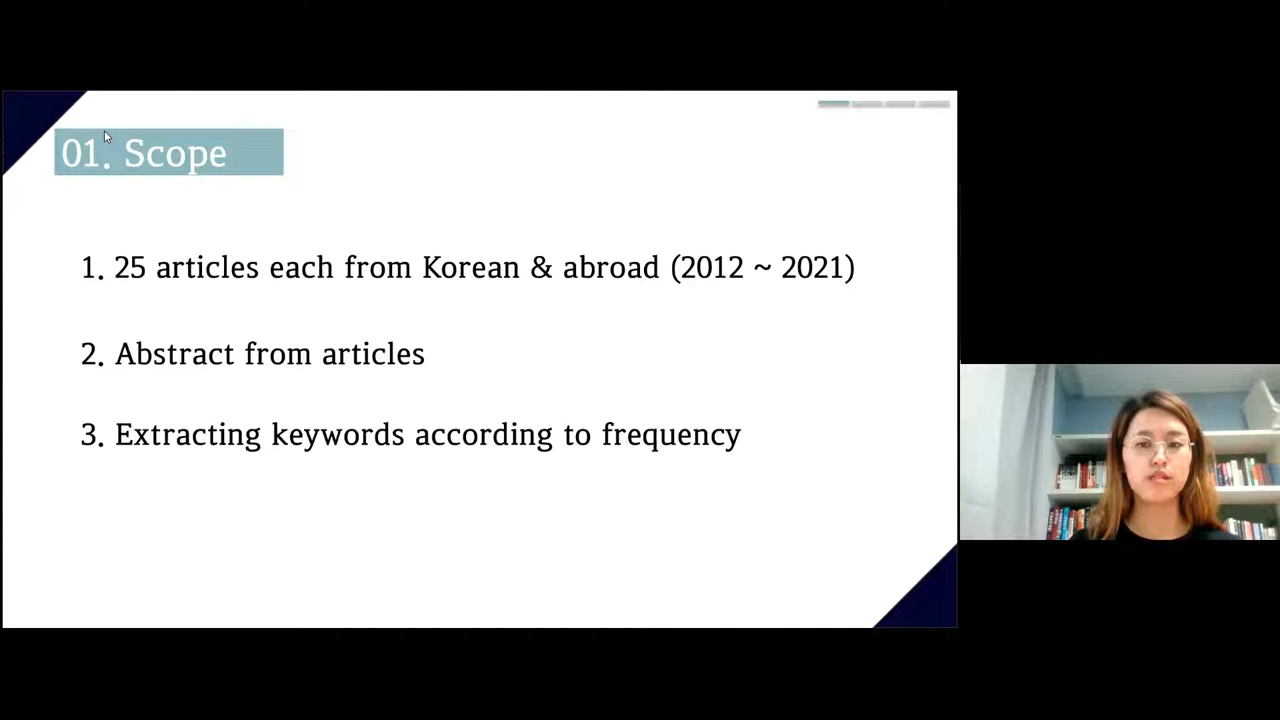 01. Scope
1. 25 articles each from Korean & abroad (2012 ~ 2021)
2. Abstract from articles
3. Extracting keywords according to frequency